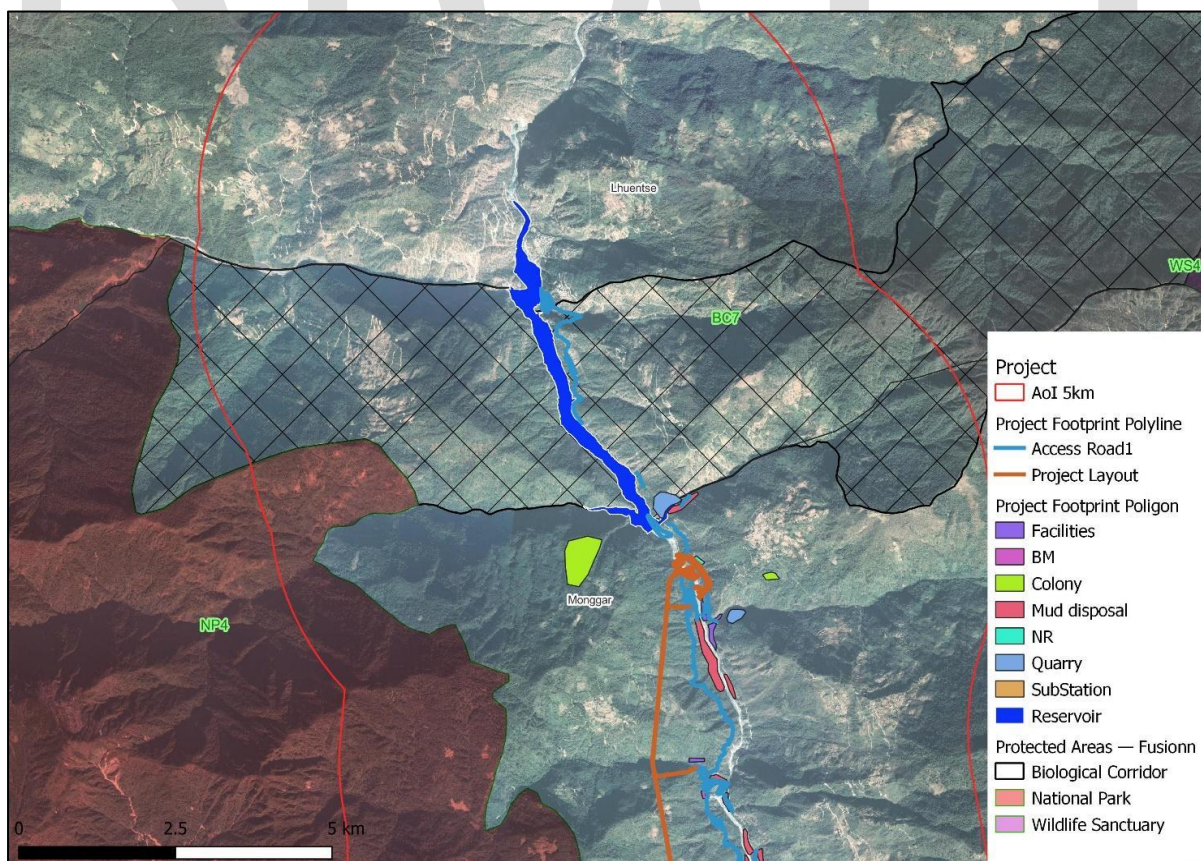 Lhuentse
WS4
BC7
Monggar
NP4
0 2.5 5 km
Project
AoI 5km
Project Footprint Polyline
Access Road1
Project Layout
Project Footprint Poligon
Facilities
BM
Colony
Mud disposal
NR
Quarry
SubStation
Reservoir
Protected Areas — Fusionn
Biological Corridor
National Park
Wildlife Sanctuary